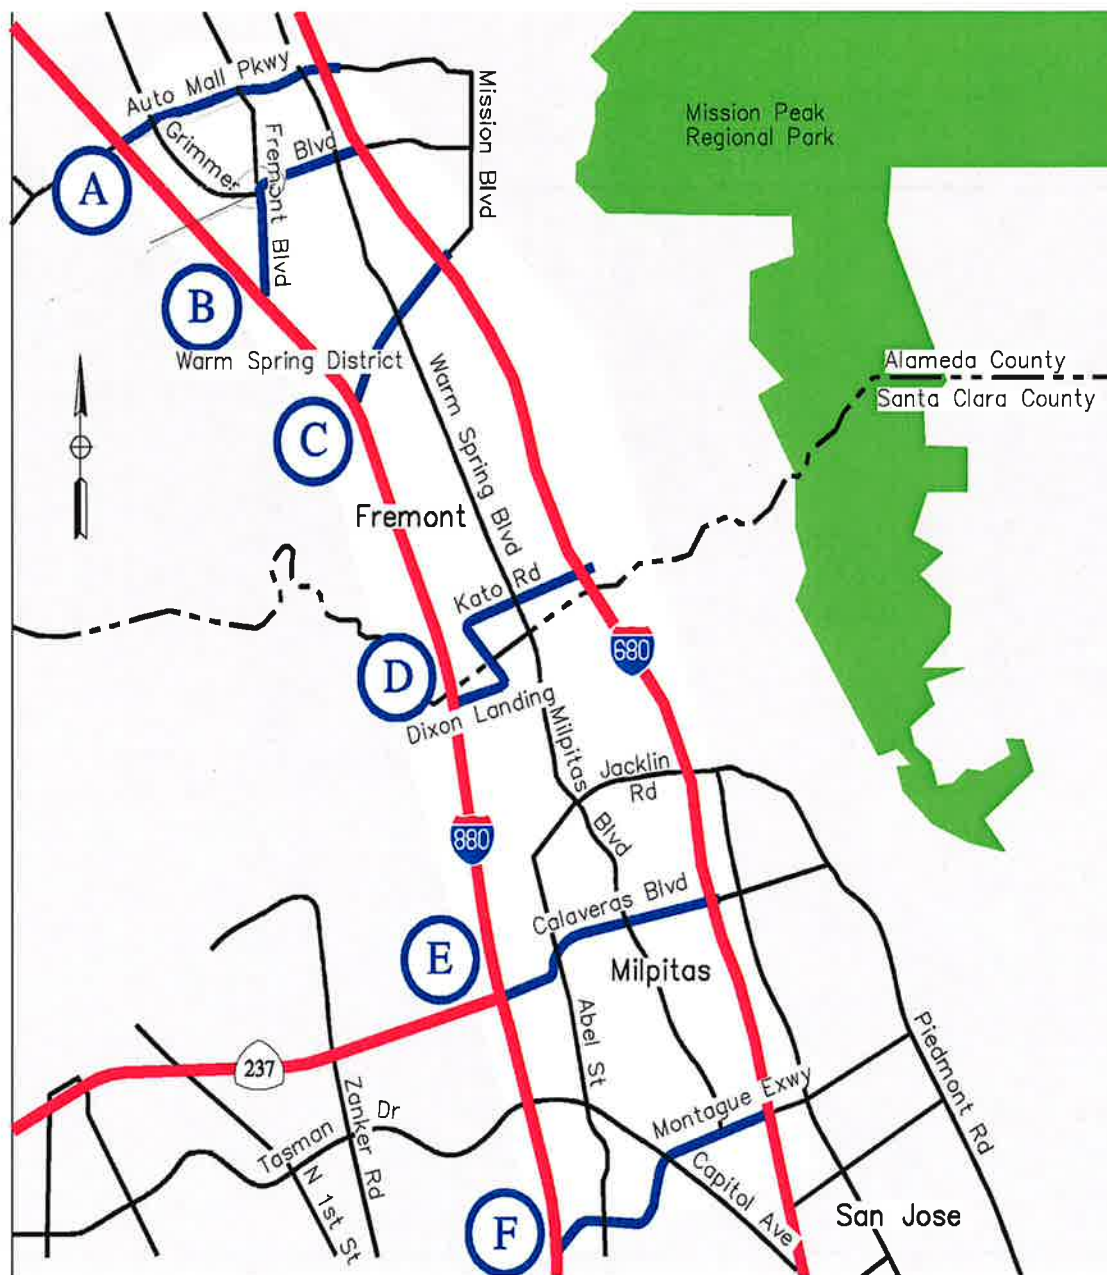 Auto Mall Pkwy
Mission Blvd
Mission Peak
Regional Park
Grimmer
Blvd
Fremont Blvd
A
B
Warm Spring District
C
Warm Spring Blvd
Alameda County
Santa Clara County
Fremont
Kato Rd
680
D
Dixon Landing
Milpitas Blvd
Jacklin
Rd
880
Calaveras Blvd
E
Milpitas
Abel St
Piedmont Rd
237
Zanker Rd
Tasman Dr
N 1st St
Montague Exwy
Capitol Ave
San Jose
F